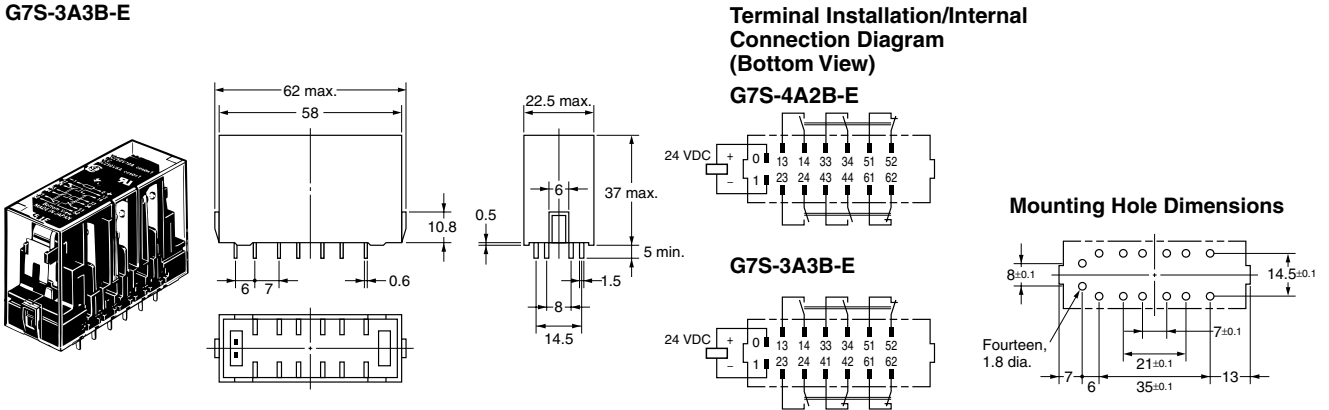 G7S-3A3B-E
62 max.
58
10.8
6
7
0.6
22.5 max.
6
37 max.
0.5
5 min.
1.5
8
14.5
Terminal Installation/Internal
Connection Diagram
(Bottom View)
G7S-4A2B-E
24 VDC
+
−
0 13 14 33 34 51 52
1 23 24 43 44 61 62
G7S-3A3B-E
24 VDC
+
−
0 13 14 33 34 51 52
1 23 24 41 42 61 62
Mounting Hole Dimensions
8±0.1
14.5±0.1
7±0.1
Fourteen,
1.8 dia.
21±0.1
7
6
35±0.1
13